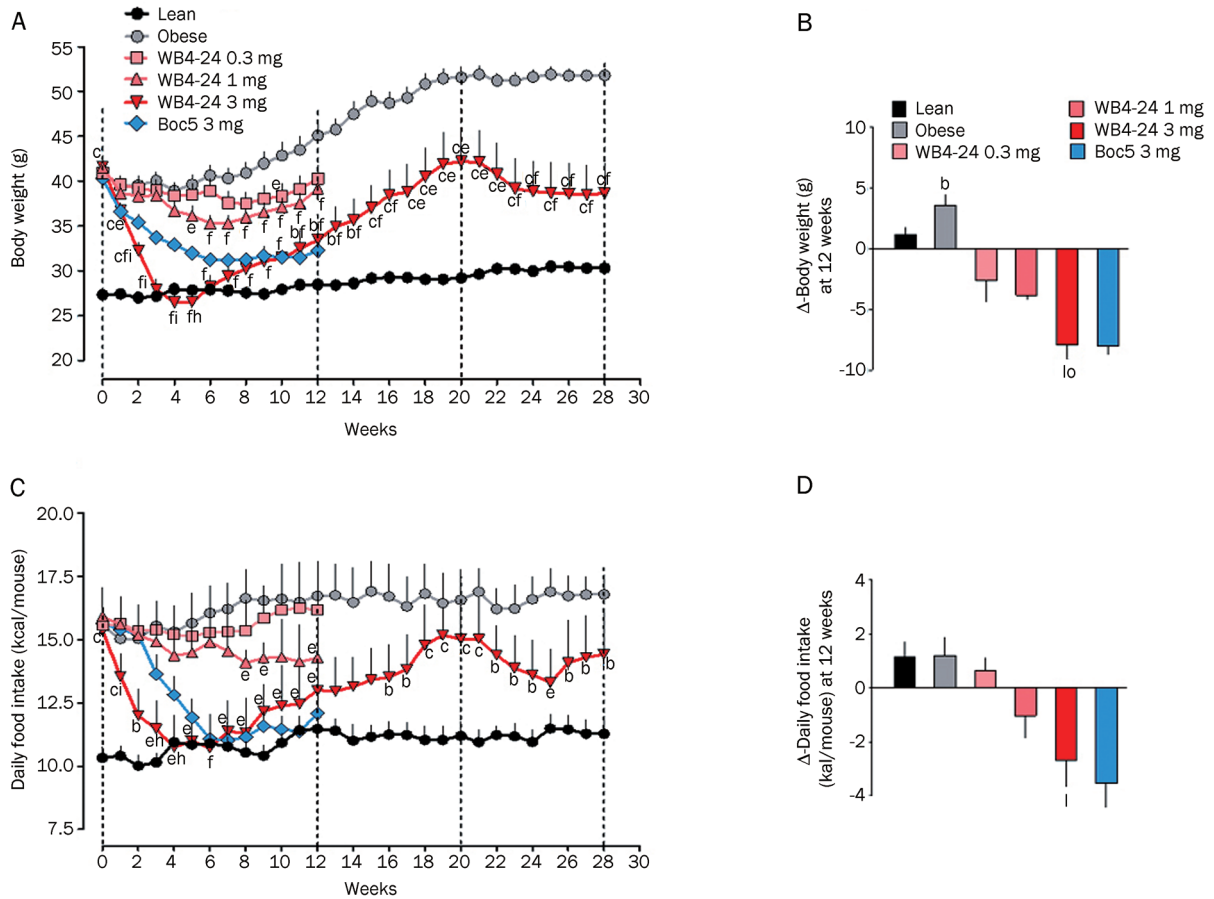 A
Lean
Obese
WB4-24 0.3 mg
WB4-24 1 mg
WB4-24 3 mg
Boc5 3 mg
55
50
45
40
35
30
25
20
Body weight (g)
c
ce
cfi
fi
fi
fh
e
f
f
f
f
f
f
f
e
f
f
f
f
f
bf
bf
bf
bf
cf
cf
cf
ce
ce
ce
ce
ce
cf
cf
cf
cf
cf
cf
0 2 4 6 8 10 12 14 16 18 20 22 24 26 28 30
Weeks
B
Lean
Obese
WB4-24 0.3 mg
WB4-24 1 mg
WB4-24 3 mg
Boc5 3 mg
10
5
0
-5
-10
Δ-Body weight (g)
at 12 weeks
b
lo
C
20.0
17.5
15.0
12.5
10.0
7.5
Daily food intake (kcal/mouse)
c
ci
b
eh
eh
e
f
e
e
e
e
e
e
e
e
e
e
e
b
b
c
c
c
c
b
b
b
e
b
b
b
0 2 4 6 8 10 12 14 16 18 20 22 24 26 28 30
Weeks
D
4
2
0
-2
-4
Δ-Daily food intake
(kal/mouse) at 12 weeks
l